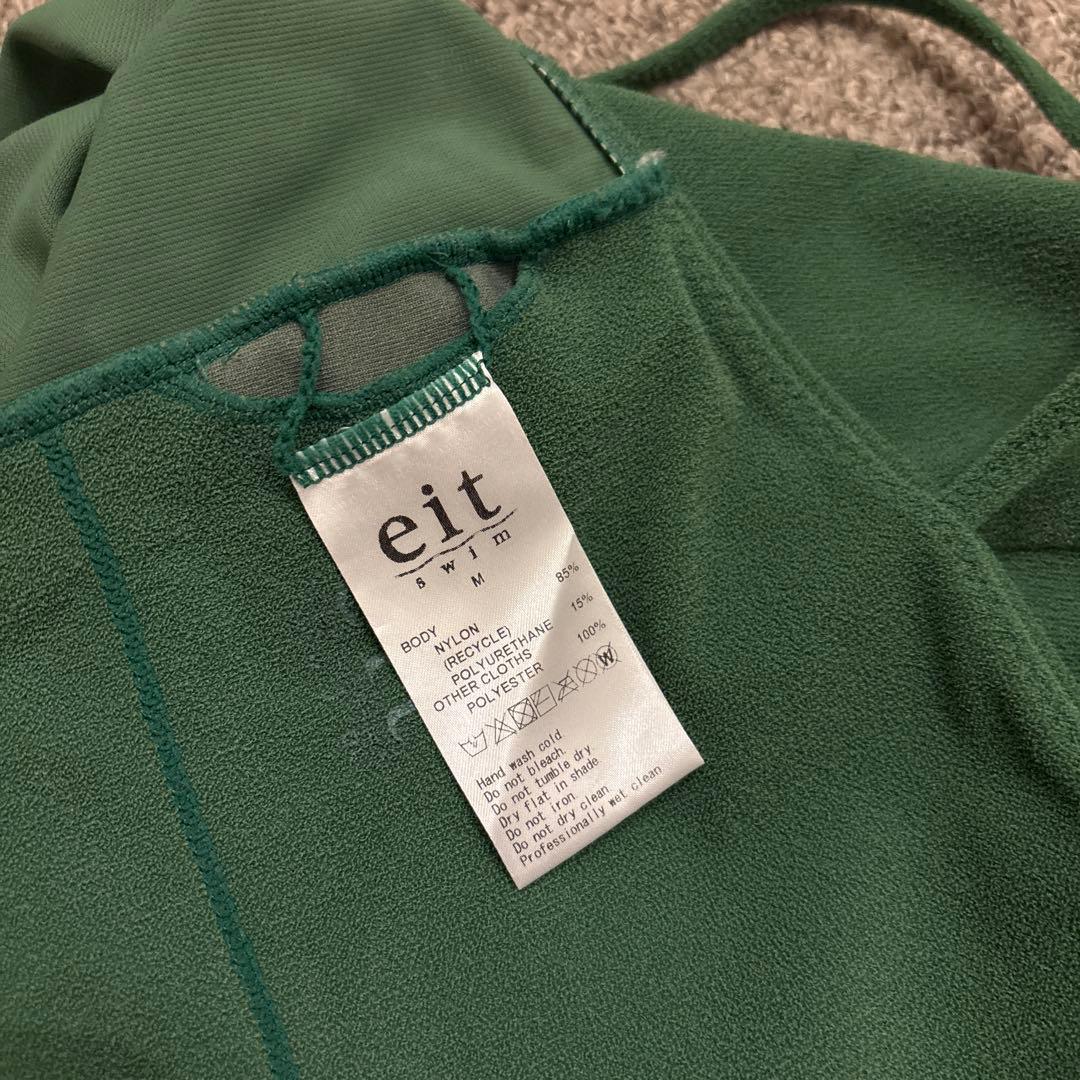 eit
swim
M
BODY
NYLON 85%
(RECYCLE)
POLYURETHANE 15%
OTHER CLOTHS
POLYESTER 100%
W
Hand wash cold
Do not bleach.
Do not tumble dry
Dry flat in shade
Do not iron
Do not dry clean
Professionally wet clean